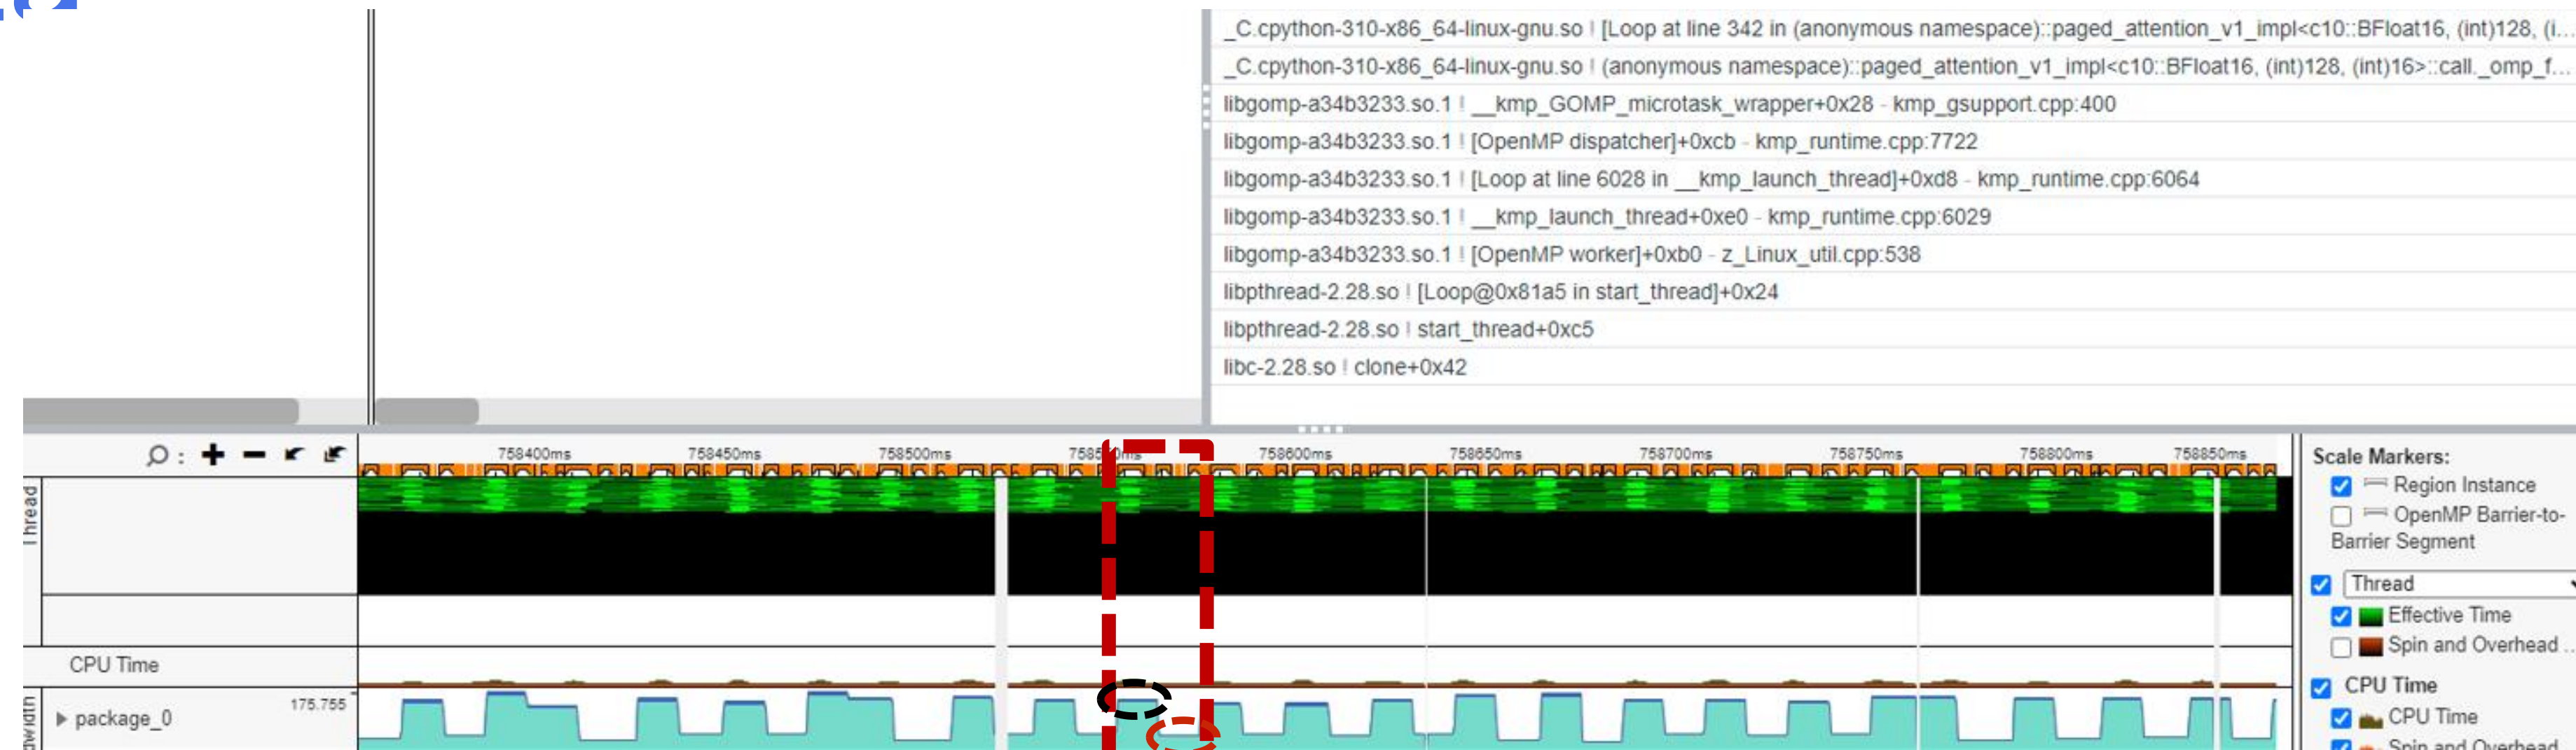 _C.cpython-310-x86_64-linux-gnu.so ! [Loop at line 342 in (anonymous namespace)::paged_attention_v1_impl<c10::BFloat16, (int)128, (i...
_C.cpython-310-x86_64-linux-gnu.so ! (anonymous namespace)::paged_attention_v1_impl<c10::BFloat16, (int)128, (int)16>::call._omp_f...
libgomp-a34b3233.so.1 ! __kmp_GOMP_microtask_wrapper+0x28 - kmp_gsupport.cpp:400
libgomp-a34b3233.so.1 ! [OpenMP dispatcher]+0xcb - kmp_runtime.cpp:7722
libgomp-a34b3233.so.1 ! [Loop at line 6028 in __kmp_launch_thread]+0xd8 - kmp_runtime.cpp:6064
libgomp-a34b3233.so.1 ! __kmp_launch_thread+0xe0 - kmp_runtime.cpp:6029
libgomp-a34b3233.so.1 ! [OpenMP worker]+0xb0 - z_Linux_util.cpp:538
libpthread-2.28.so ! [Loop@0x81a5 in start_thread]+0x24
libpthread-2.28.so ! start_thread+0xc5
libc-2.28.so ! clone+0x42
758400ms 758450ms 758500ms 758600ms 758650ms 758700ms 758750ms 758800ms 758850ms
Thread
CPU Time
package_0 175.755
Scale Markers:
Region Instance
OpenMP Barrier-to-
Barrier Segment
Thread
Effective Time
Spin and Overhead ...
CPU Time
CPU Time
Spin and Overhead